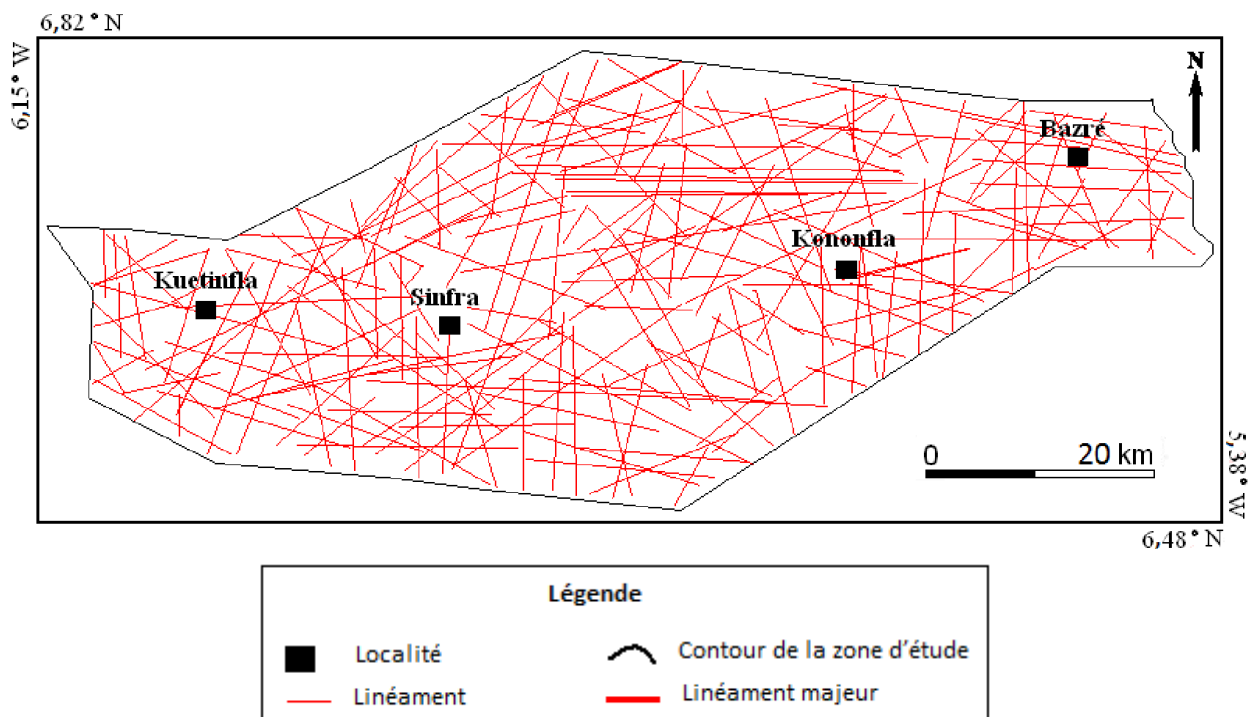 6,82° N
6,15° W
N
Bazré
Kononfla
Kuetinfla
Sinfra
0 20 km
5,38° W
6,48° N
Légende
Localité
Contour de la zone d'étude
Linéament
Linéament majeur